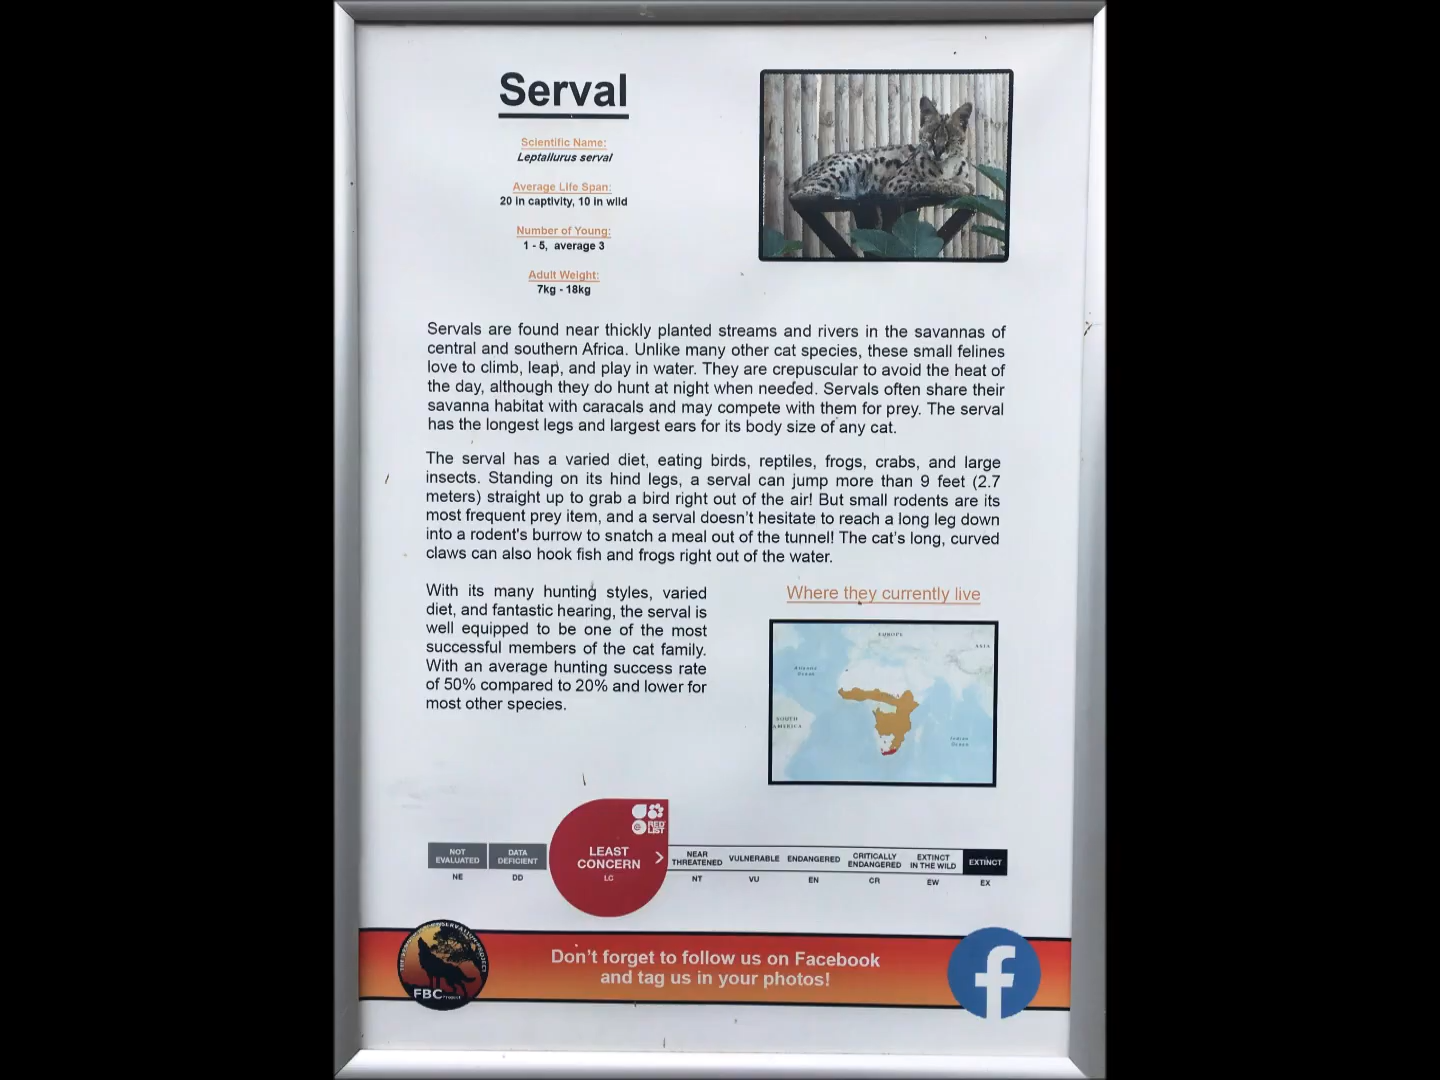 Serval
Scientific Name:
Leptailurus serval
Average Life Span:
20 in captivity, 10 in wild
Number of Young:
1 - 5, average 3
Adult Weight:
7kg - 18kg
Servals are found near thickly planted streams and rivers in the savannas of
central and southern Africa. Unlike many other cat species, these small felines
love to climb, leap, and play in water. They are crepuscular to avoid the heat of
the day, although they do hunt at night when needed. Servals often share their
savanna habitat with caracals and may compete with them for prey. The serval
has the longest legs and largest ears for its body size of any cat.
The serval has a varied diet, eating birds, reptiles, frogs, crabs, and large
insects. Standing on its hind legs, a serval can jump more than 9 feet (2.7
meters) straight up to grab a bird right out of the air! But small rodents are its
most frequent prey item, and a serval doesn't hesitate to reach a long leg down
into a rodent's burrow to snatch a meal out of the tunnel! The cat's long, curved
claws can also hook fish and frogs right out of the water.
With its many hunting styles, varied
diet, and fantastic hearing, the serval is
well equipped to be one of the most
successful members of the cat family.
With an average hunting success rate
of 50% compared to 20% and lower for
most other species.
Where they currently live
EUROPE
ASIA
Atlantic
Ocean
SOUTH
AMERICA
Indian
Ocean
RED
LIST
NOT
EVALUATED
NE
DATA
DEFICIENT
DD
LEAST
CONCERN
LC
NEAR
THREATENED
NT
VULNERABLE
VU
ENDANGERED
EN
CRITICALLY
ENDANGERED
CR
EXTINCT
IN THE WILD
EW
EXTINCT
EX
FBC
Don't forget to follow us on Facebook
and tag us in your photos!
f